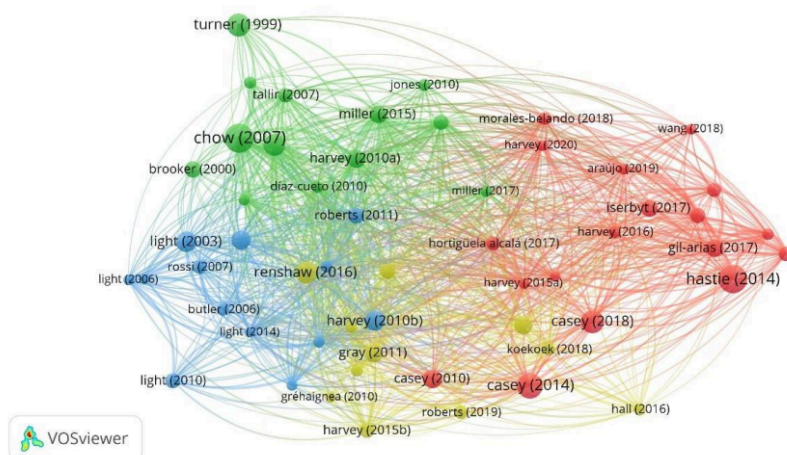 turner (1999)
jones (2010)
tallir (2007)
miller (2015)
morales-belando (2018)
wang (2018)
chow (2007)
harvey (2020)
harvey (2010a)
brooker (2000)
araújo (2019)
díaz-cueto (2010)
miller (2017)
iserbyt (2017)
roberts (2011)
harvey (2016)
light (2003)
hortigüela alcalá (2017)
gil-arias (2017)
rossi (2007)
renshaw (2016)
light (2006)
hastie (2014)
harvey (2015a)
butler (2006)
harvey (2010b)
casey (2018)
light (2014)
koekoek (2018)
gray (2011)
light (2010)
casey (2010)
casey (2014)
gréhaignea (2010)
hall (2016)
roberts (2019)
harvey (2015b)
VOSviewer